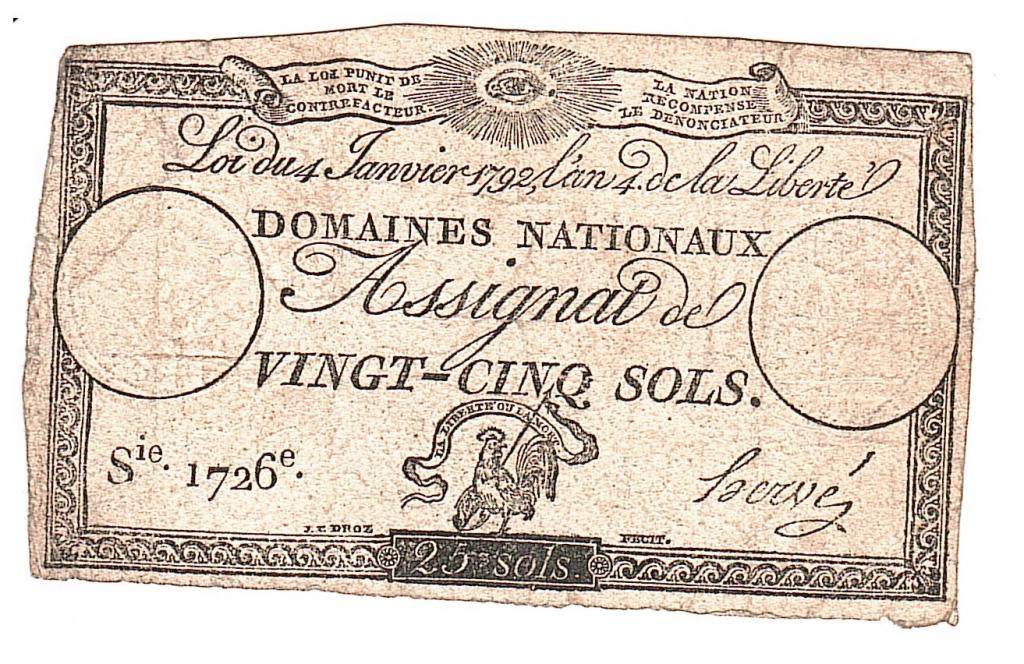 LA LOI PUNIT DE
MORT LE
CONTREFACTEUR.
LA NATION
RECOMPENSE
LE DENONCIATEUR
Loi du 4 Janvier 1792, l'an 4. de la Liberté
DOMAINES NATIONAUX
Assignat de
VINGT-CINQ SOLS.
LA LIBERTÉ OU LA MORT
Sie. 1726e.
Hervé
J.P. DROZ
FECIT.
25 sols.